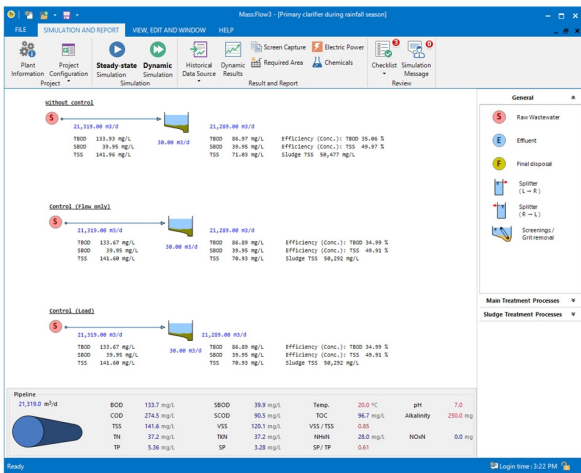 Mass Flow3 - [Primary clarifier during rainfall season]
FILE SIMULATION AND REPORT VIEW, EDIT AND WINDOW HELP
Plant Information
Project Configuration
Steady-state Simulation
Dynamic Simulation
Historical Data Source
Dynamic Results
Screen Capture
Required Area
Electric Power
Chemicals
Checklist
3
Simulation Message
0
Project Simulation Result and Report Review
without control
S
21,319.00 m3/d 30.00 m3/d 21,289.00 m3/d
TBOD 133.93 mg/L TBOD 86.97 mg/L Efficiency (Conc.): TBOD 35.06 %
SBOD 39.95 mg/L SBOD 39.95 mg/L Efficiency (Conc.): TSS 49.97 %
TSS 141.96 mg/L TSS 71.03 mg/L Sludge TSS 50,477 mg/L
Control (Flow only)
S
21,319.00 m3/d 30.00 m3/d 21,289.00 m3/d
TBOD 133.67 mg/L TBOD 86.89 mg/L Efficiency (Conc.): TBOD 34.99 %
SBOD 39.95 mg/L SBOD 39.95 mg/L Efficiency (Conc.): TSS 49.91 %
TSS 141.60 mg/L TSS 70.93 mg/L Sludge TSS 50,292 mg/L
Control (Load)
S
21,319.00 m3/d 30.00 m3/d 21,289.00 m3/d
TBOD 133.67 mg/L TBOD 86.89 mg/L Efficiency (Conc.): TBOD 34.99 %
SBOD 39.95 mg/L SBOD 39.95 mg/L Efficiency (Conc.): TSS 49.91 %
TSS 141.60 mg/L TSS 70.93 mg/L Sludge TSS 50,292 mg/L
General
S Raw Wastewater
E Effluent
F Final disposal
Splitter
( L → R )
Splitter
( R → L )
Screenings /
Grit removal
Main Treatment Processes
Sludge Treatment Processes
Pipeline
21,319.0 m³/d
BOD 133.7 mg/L SBOD 39.9 mg/L Temp. 20.0 ºC pH 7.0
COD 274.5 mg/L SCOD 90.5 mg/L TOC 96.7 mg/L Alkalinity 250.0 mg
TSS 141.6 mg/L VSS 120.1 mg/L VSS / TSS 0.85
TN 37.2 mg/L TKN 37.2 mg/L NHxN 28.0 mg/L NOxN 0.0 mg
TP 5.36 mg/L SP 3.28 mg/L SP / TP 0.61
Ready Login time : 3:22 PM